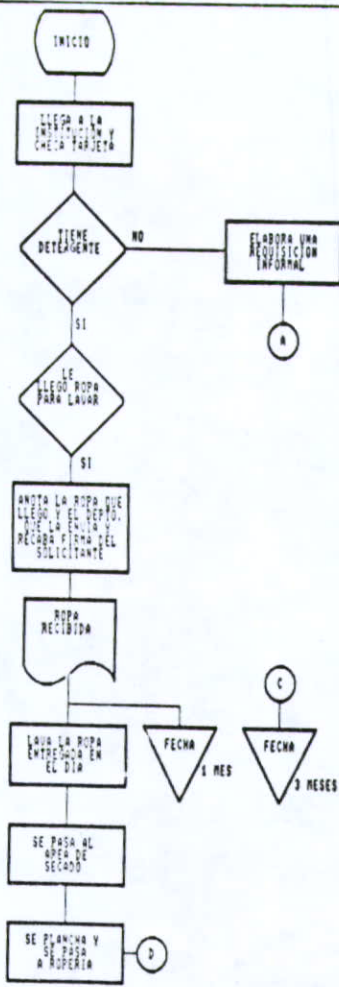 INICIO
LLEGA A LA
INSTITUCION Y
CHECA TARJETA
TIENE
DETERGENTE
NO
ELABORA UNA
REQUISICION
INFORMAL
A
SI
LE
LLEGO ROPA
PARA LAVAR
SI
ANOTA LA ROPA QUE
LLEGO Y EL DEPTO.
QUE LA ENVIA Y
RECABA FIRMA DEL
SOLICITANTE
ROPA
RECIBIDA
C
LAVA LA ROPA
ENTREGADA EN
EL DIA
FECHA
1 MES
FECHA
3 MESES
SE PASA AL
AREA DE
SECADO
SE PLANCHA Y
SE PASA
A ROPERIA
D